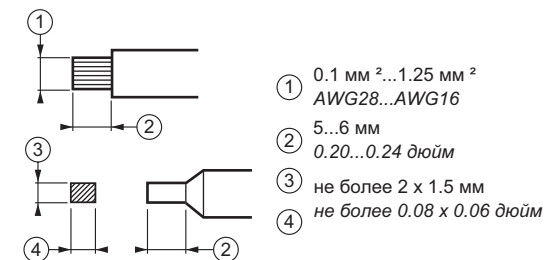 ①
②
③
④
②
① 0.1 мм ²...1.25 мм ²
AWG28...AWG16
② 5...6 мм
0.20...0.24 дюйм
③ не более 2 x 1.5 мм
④ не более 0.08 x 0.06 дюйм